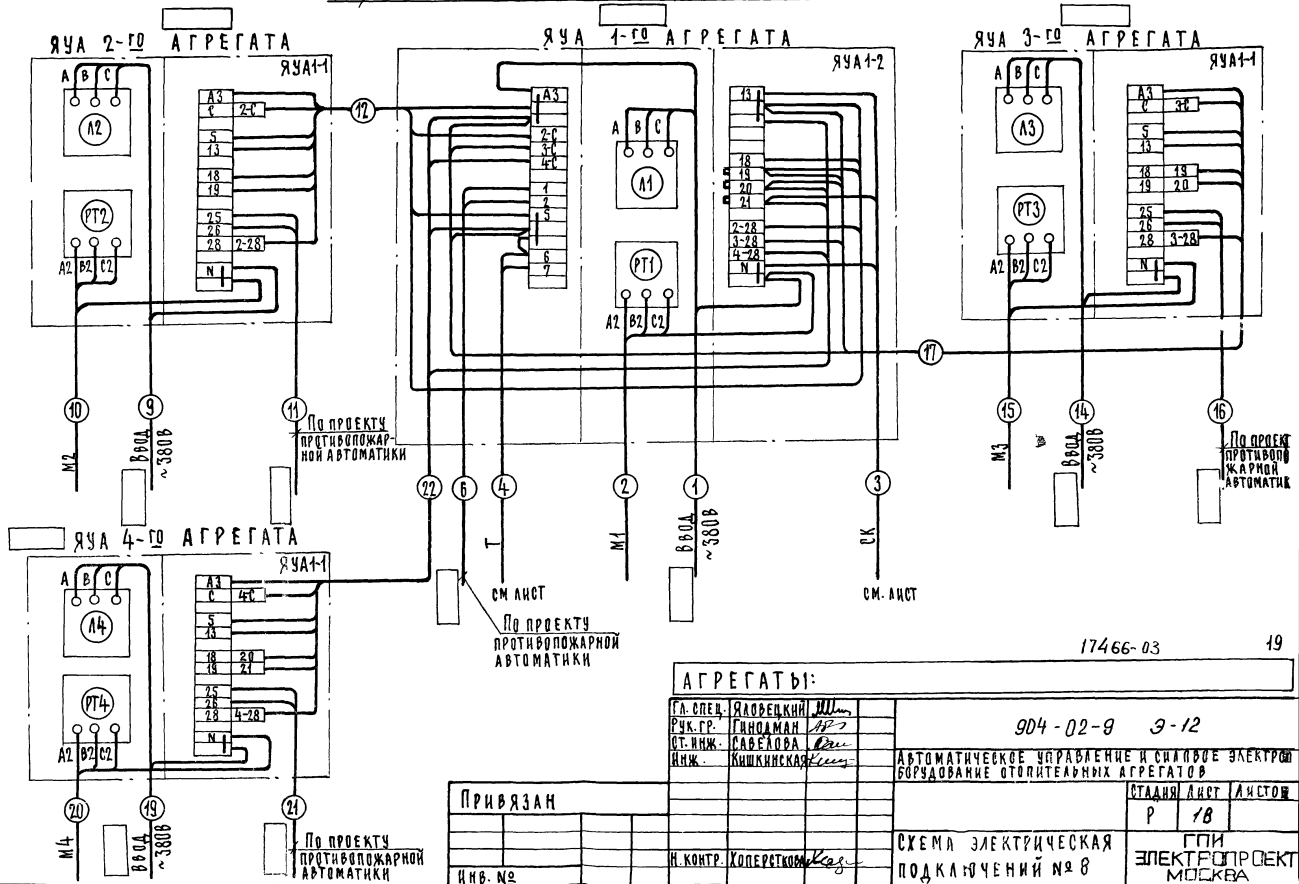 ЯУА 2-го АГРЕГАТА
ЯУА1-1
А В С
Л2
РТ2
А2 В2 С2
А3
С 2-С
5
13
18
19
25
26
28 2-28
N
12
10
М2
9
ВВОД
~380В
11
По проекту
противопожар-
ной автоматики
ЯУА 1-го АГРЕГАТА
ЯУА1-2
А3
2-С
3-С
4-С
1
2
5
6
7
А В С
Л1
РТ1
А2 В2 С2
13
18
19
20
21
2-28
3-28
4-28
N
17
22
6
4
Т
см лист
По проекту
противопожарной
автоматики
2
М1
1
ВВОД
~380В
3
СК
см. лист
ЯУА 3-го АГРЕГАТА
ЯУА1-1
А В С
Л3
РТ3
А2 В2 С2
А3
С 3-С
5
13
18 19
19 20
25
26
28 3-28
N
15
М3
14
ВВОД
~380В
16
По проект
противопо
жарной
автоматик
ЯУА 4-го АГРЕГАТА
ЯУА1-1
А В С
Л4
РТ4
А2 В2 С2
А3
С 4-С
5
13
18 20
19 21
25
26
28 4-28
N
20
М4
19
ВВОД
~380В
21
По проекту
противопожарной
автоматики
17466-03 19
АГРЕГАТЫ:
Гл. спец. Яловецкий
Рук. гр. Гинодман
Ст. инж. Савелова
Инж. Кишкинская
904-02-9 Э-12
Автоматическое управление и силовое электроо
борудование отопительных агрегатов
Стадия Лист Листов
Р 18
Привязан
Инв. №
Н. контр. Хоперсткова
Схема электрическая
подключений № 8
ГПИ
ЭЛЕКТРОПРОЕКТ
МОСКВА